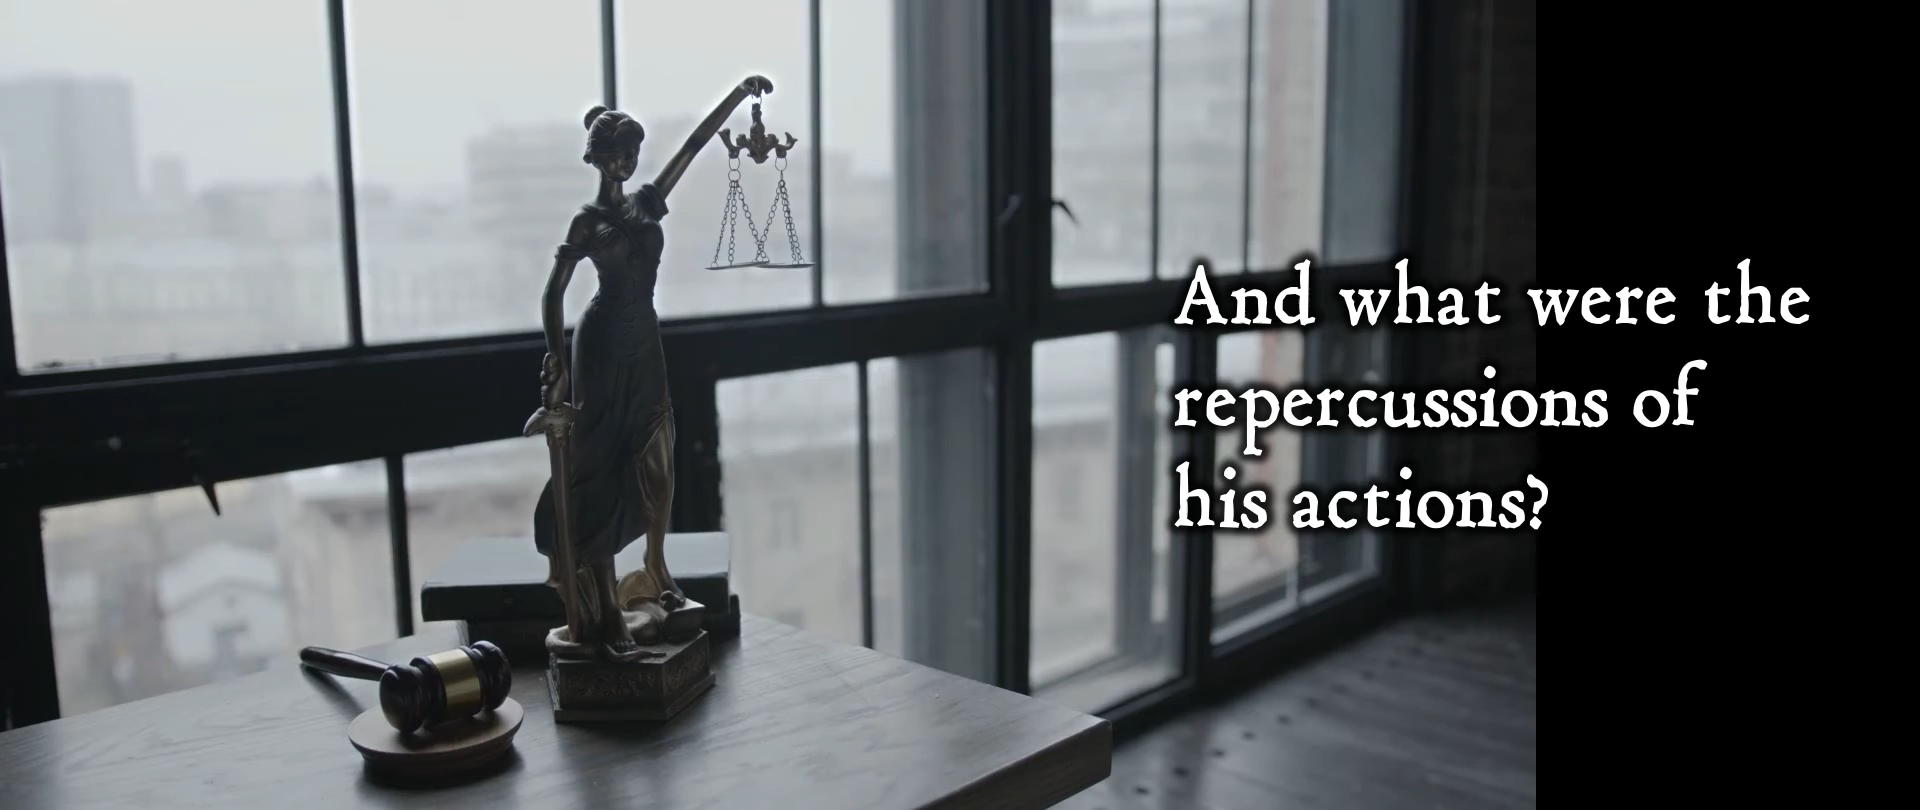 And what were the
repercussions of
his actions?